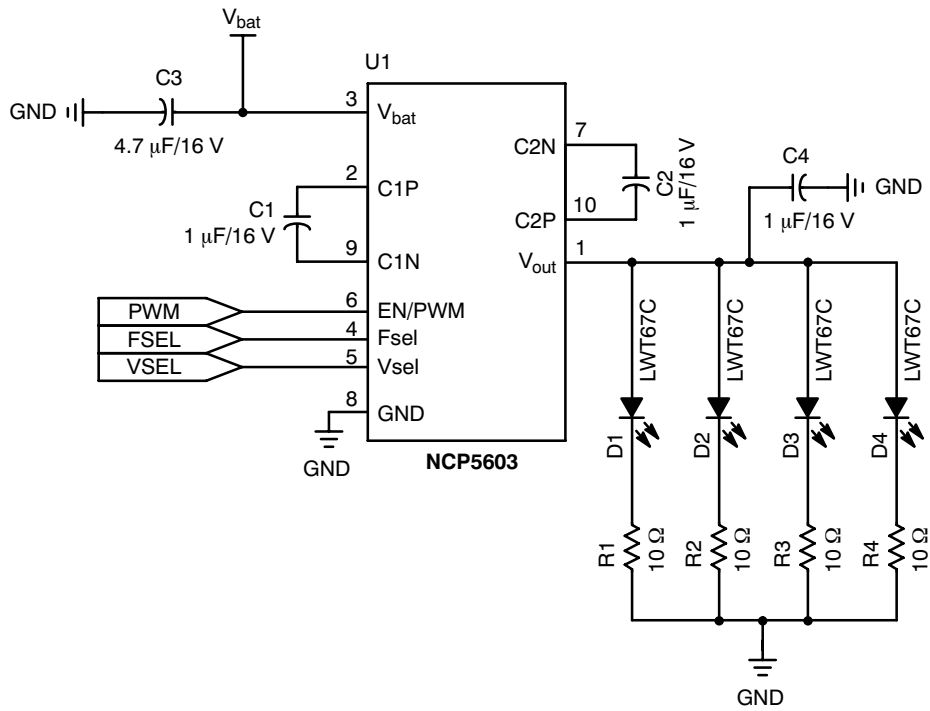 Vbat
U1
C3
GND
4.7 μF/16 V
3
Vbat
7
C2N
C2
1 μF/16 V
C4
GND
1 μF/16 V
2
C1P
C1
1 μF/16 V
10
C2P
9
C1N
1
Vout
PWM
6
EN/PWM
FSEL
4
Fsel
VSEL
5
Vsel
8
GND
GND
NCP5603
LWT67C
LWT67C
LWT67C
LWT67C
D1
D2
D3
D4
R1
10 Ω
R2
10 Ω
R3
10 Ω
R4
10 Ω
GND